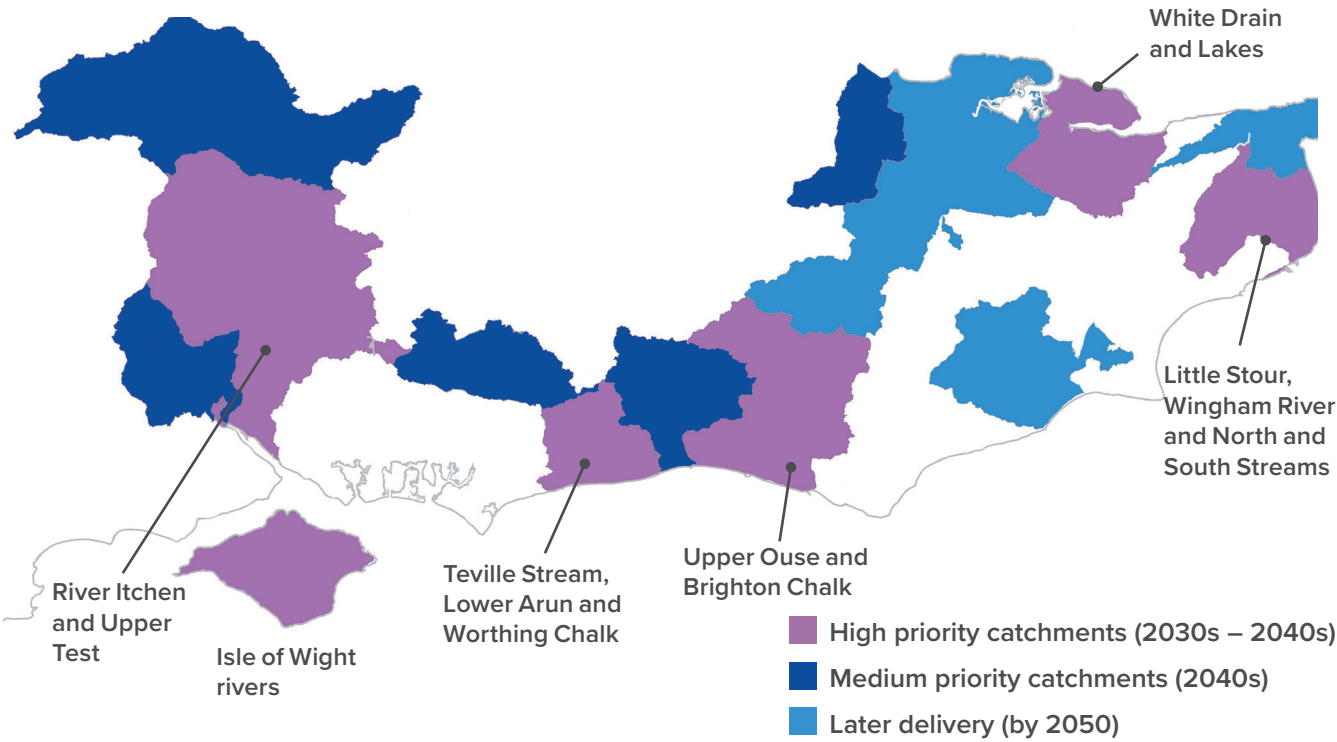 White Drain
and Lakes
Little Stour,
Wingham River
and North and
South Streams
River Itchen
and Upper
Test
Isle of Wight
rivers
Teville Stream,
Lower Arun and
Worthing Chalk
Upper Ouse and
Brighton Chalk
High priority catchments (2030s – 2040s)
Medium priority catchments (2040s)
Later delivery (by 2050)